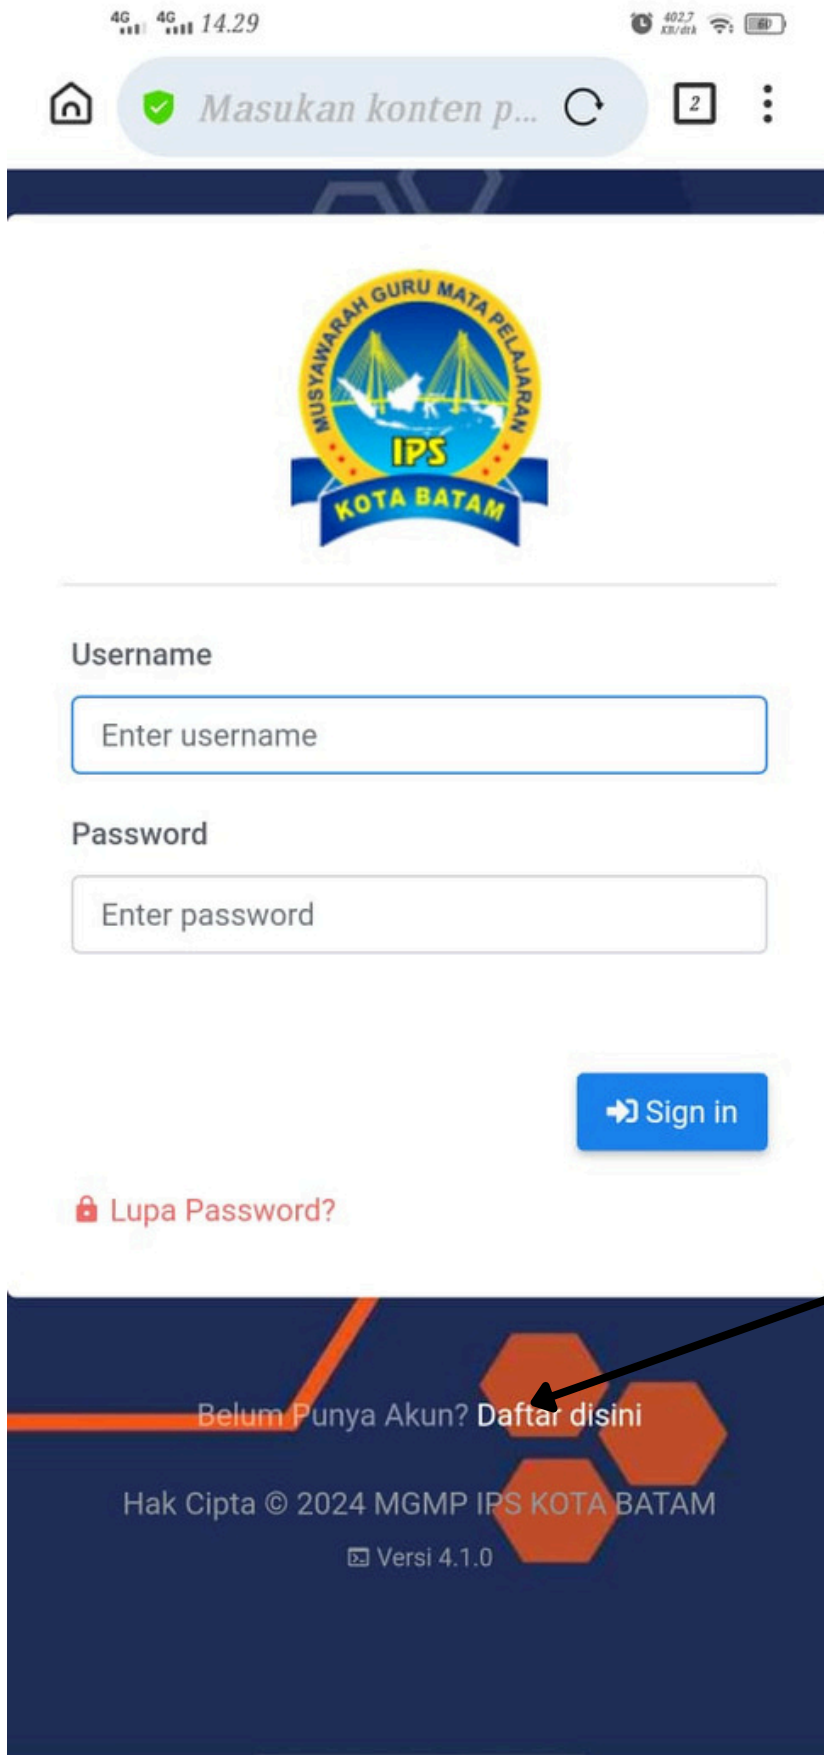 4G 4G 14.29 402,7 KB/dtk
Masukan konten p... 2
MUSYAWARAH GURU MATA PELAJARAN
IPS
KOTA BATAM
Username
Enter username
Password
Enter password
Sign in
Lupa Password?
Belum Punya Akun? Daftar disini
Hak Cipta © 2024 MGMP IPS KOTA BATAM
Versi 4.1.0